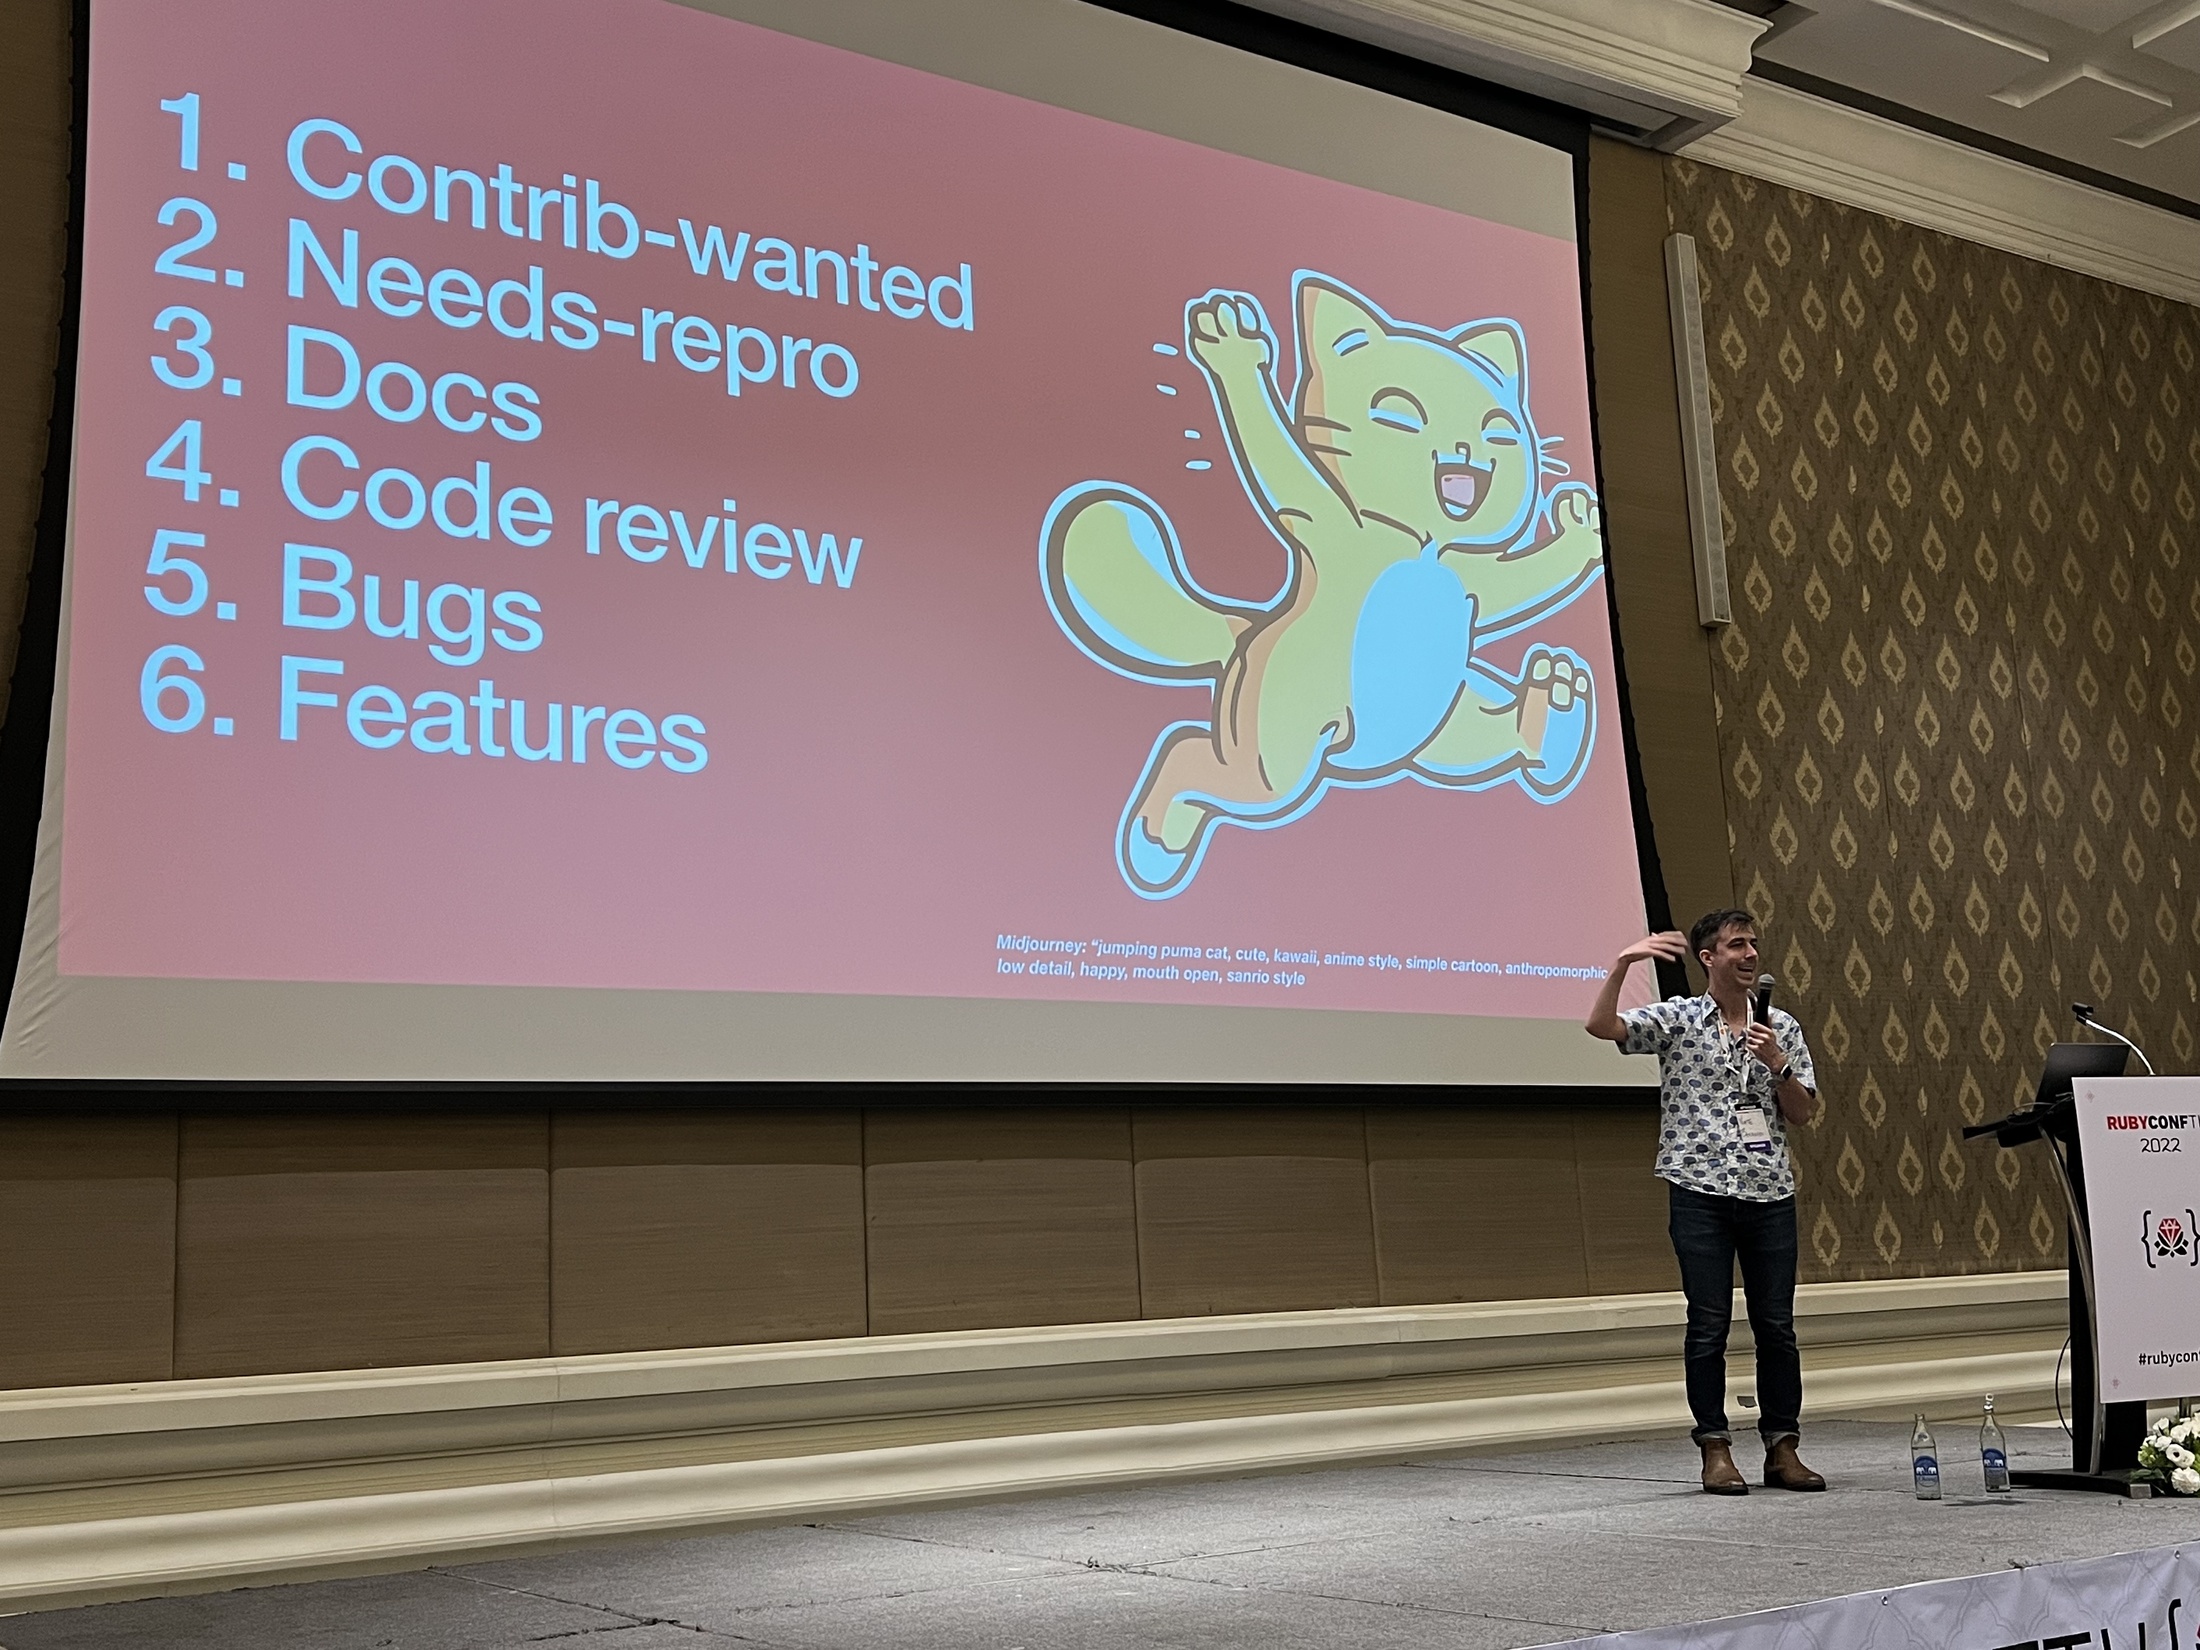 1. Contrib-wanted
2. Needs-repro
3. Docs
4. Code review
5. Bugs
6. Features
Midjourney: "jumping puma cat, cute, kawaii, anime style, simple cartoon, anthropomorphic
low detail, happy, mouth open, sanrio style
RUBYCONF
2022
#rubyconf